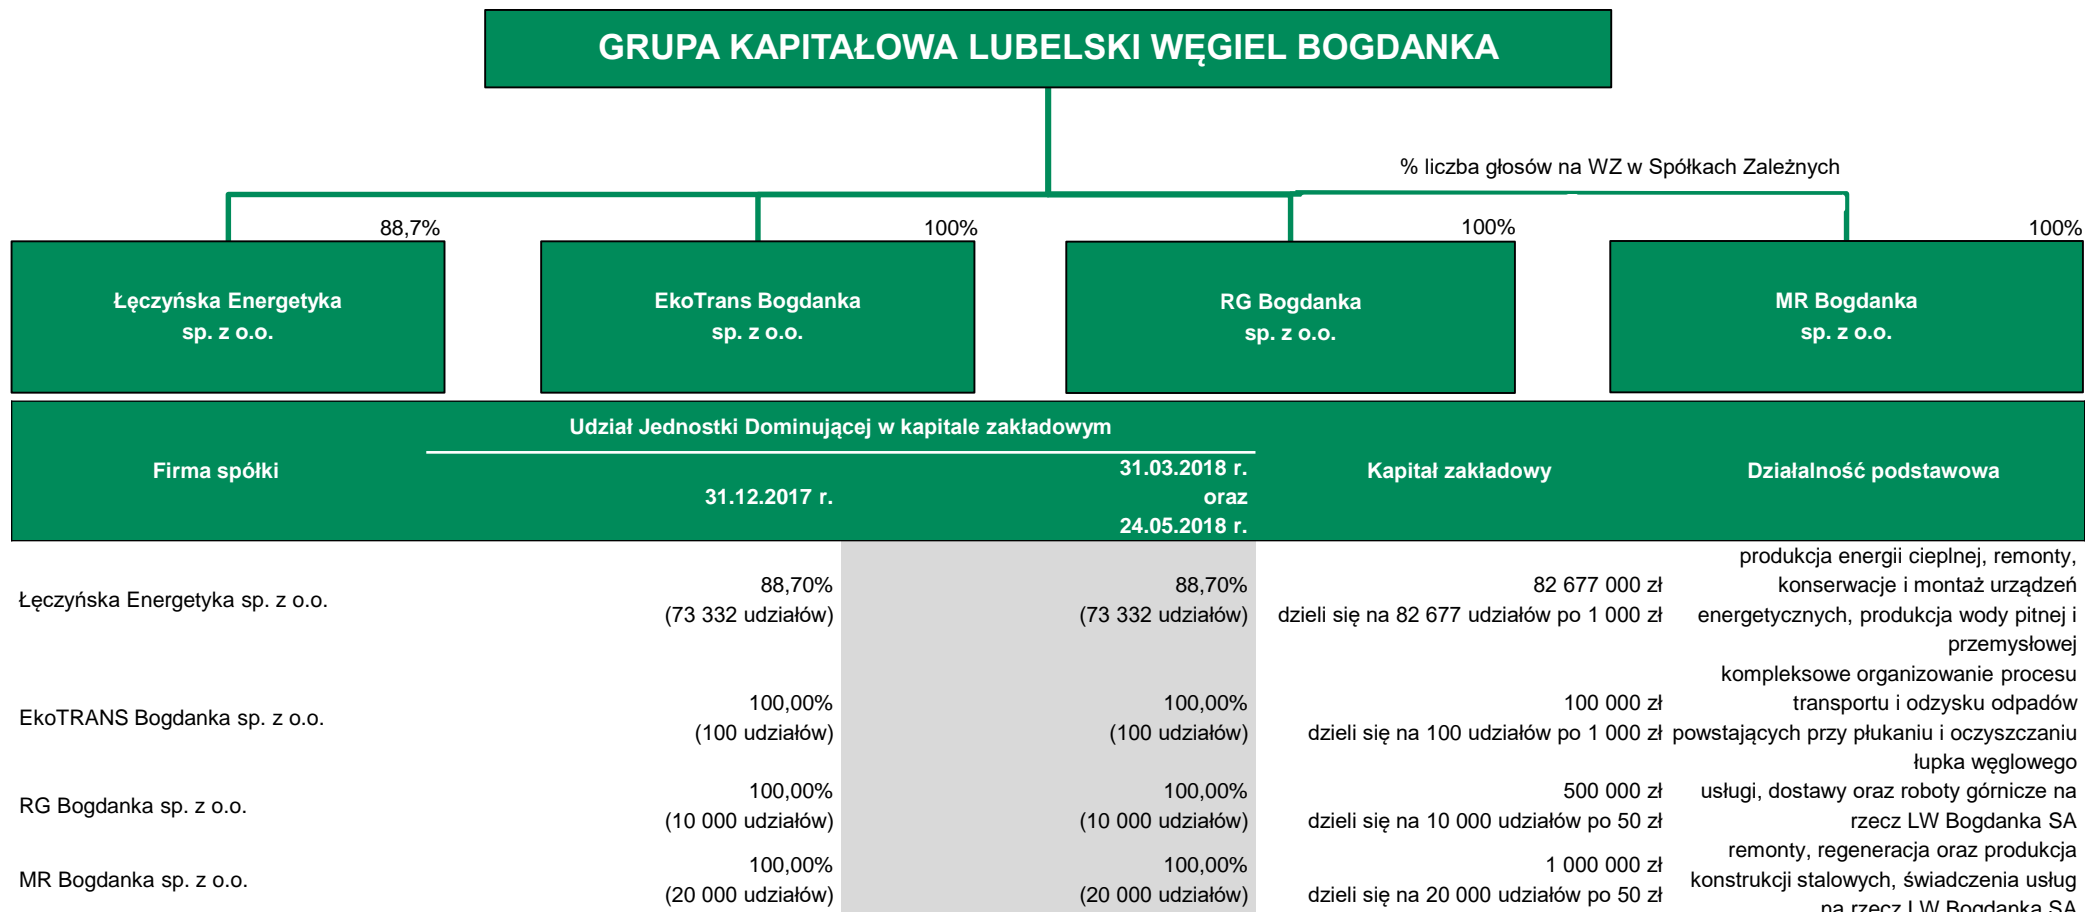 GRUPA KAPITAŁOWA LUBELSKI WĘGIEL BOGDANKA
% liczba głosów na WZ w Spółkach Zależnych
88,7%
100%
100%
100%
Łęczyńska Energetyka
sp. z o.o.
EkoTrans Bogdanka
sp. z o.o.
RG Bogdanka
sp. z o.o.
MR Bogdanka
sp. z o.o.
Firma spółki
Udział Jednostki Dominującej w kapitale zakładowym
31.12.2017 r.
31.03.2018 r.
oraz
24.05.2018 r.
Kapitał zakładowy
Działalność podstawowa
Łęczyńska Energetyka sp. z o.o.
88,70%
(73 332 udziałów)
88,70%
(73 332 udziałów)
82 677 000 zł
dzieli się na 82 677 udziałów po 1 000 zł
produkcja energii cieplnej, remonty,
konserwacje i montaż urządzeń
energetycznych, produkcja wody pitnej i
przemysłowej
EkoTRANS Bogdanka sp. z o.o.
100,00%
(100 udziałów)
100,00%
(100 udziałów)
100 000 zł
dzieli się na 100 udziałów po 1 000 zł
kompleksowe organizowanie procesu
transportu i odzysku odpadów
powstających przy płukaniu i oczyszczaniu
łupka węglowego
RG Bogdanka sp. z o.o.
100,00%
(10 000 udziałów)
100,00%
(10 000 udziałów)
500 000 zł
dzieli się na 10 000 udziałów po 50 zł
usługi, dostawy oraz roboty górnicze na
rzecz LW Bogdanka SA
MR Bogdanka sp. z o.o.
100,00%
(20 000 udziałów)
100,00%
(20 000 udziałów)
1 000 000 zł
dzieli się na 20 000 udziałów po 50 zł
remonty, regeneracja oraz produkcja
konstrukcji stalowych, świadczenia usług
na rzecz LW Bogdanka SA